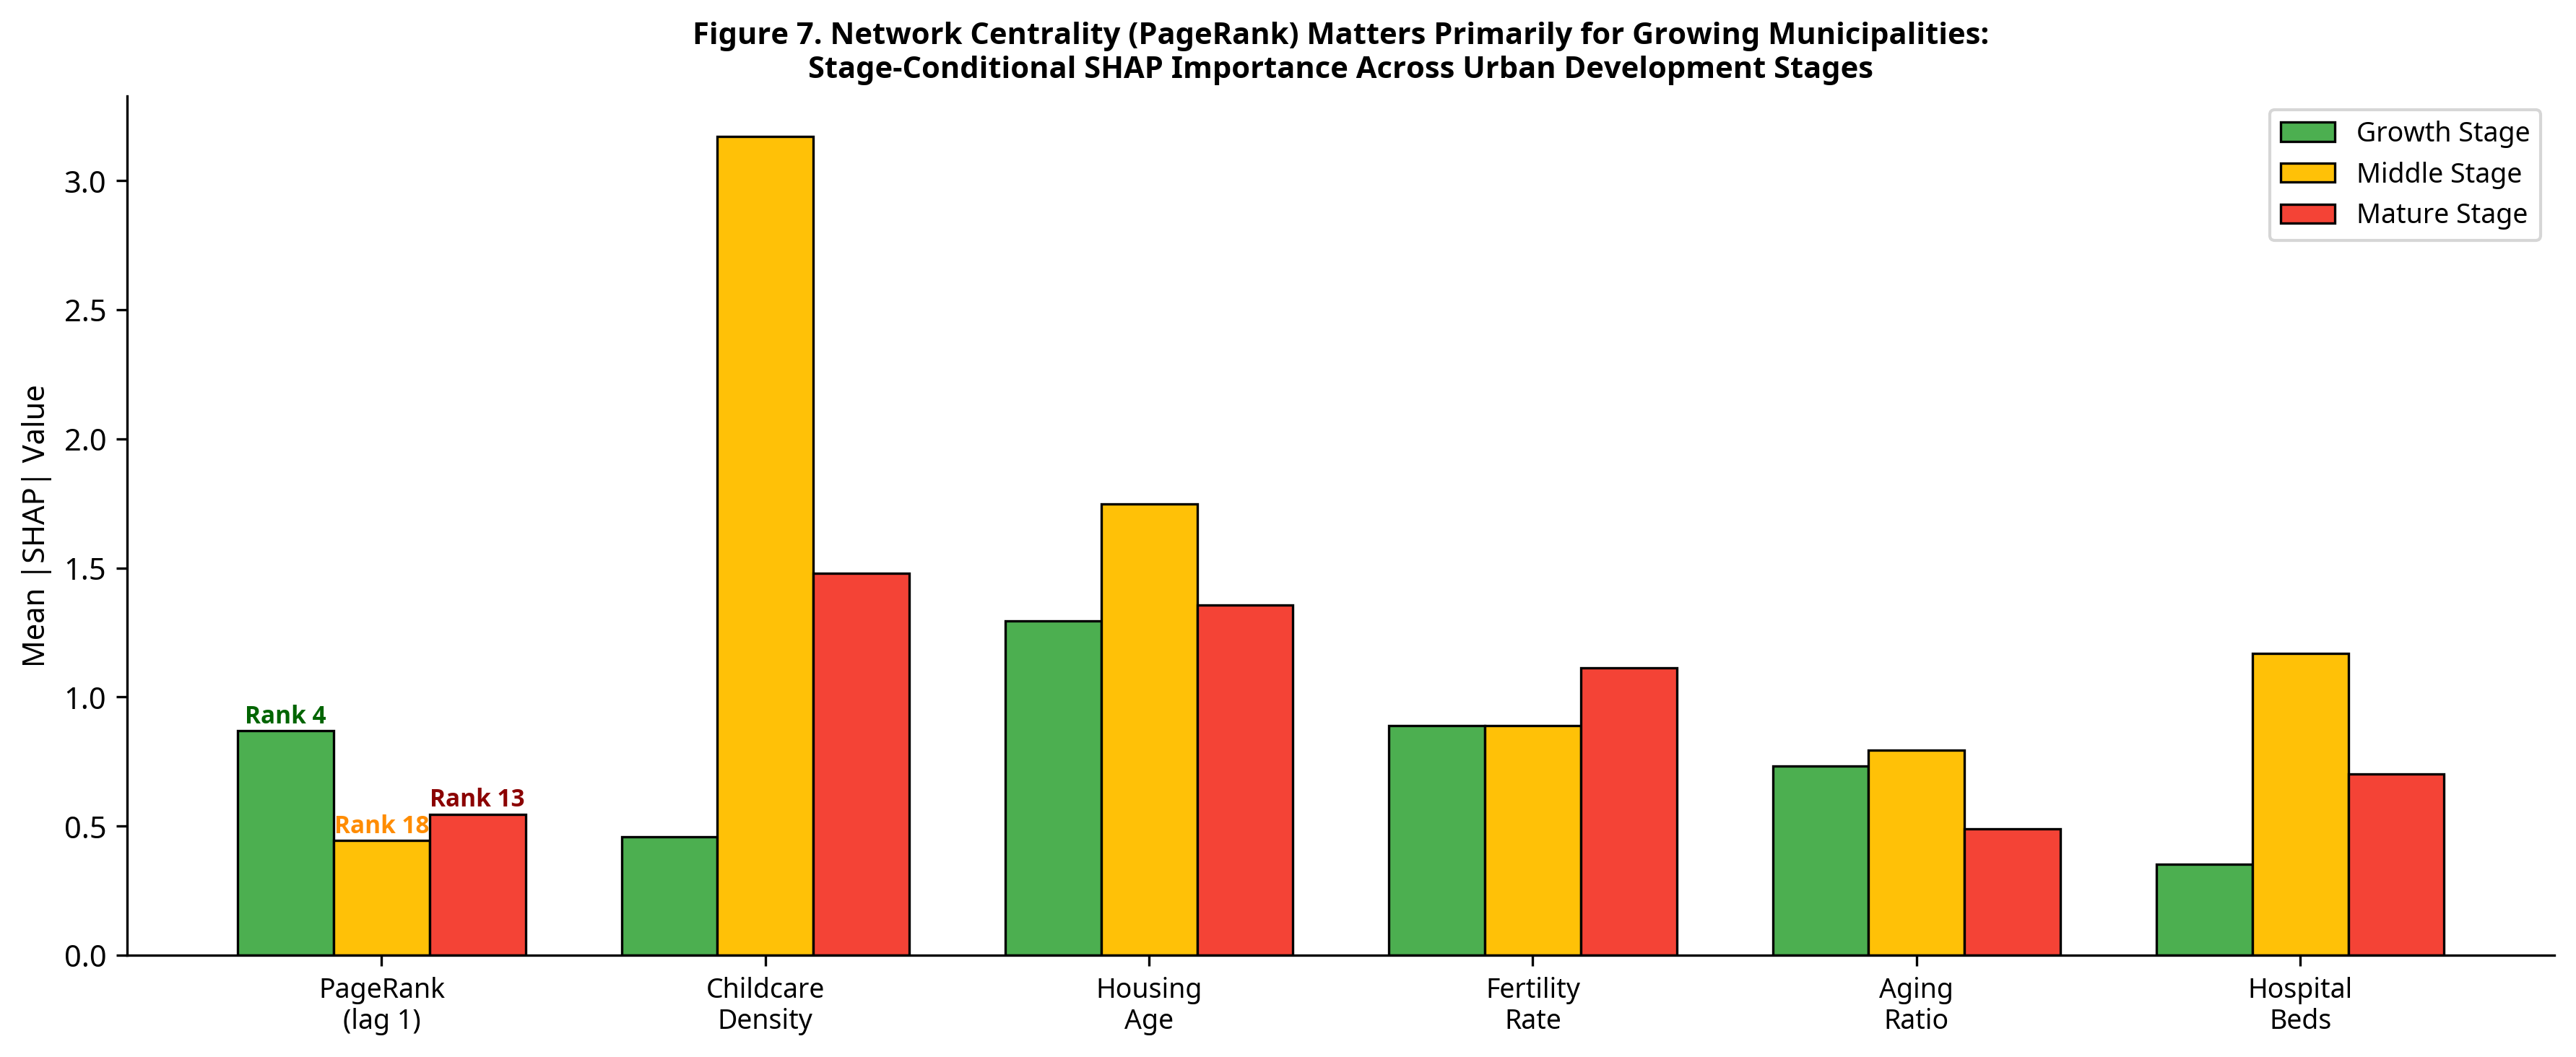 Figure 7. Network Centrality (PageRank) Matters Primarily for Growing Municipalities:
Stage-Conditional SHAP Importance Across Urban Development Stages
Growth Stage
Middle Stage
Mature Stage
Mean |SHAP| Value
3.0
2.5
2.0
1.5
1.0
0.5
0.0
Rank 4
Rank 18
Rank 13
PageRank
(lag 1)
Childcare
Density
Housing
Age
Fertility
Rate
Aging
Ratio
Hospital
Beds